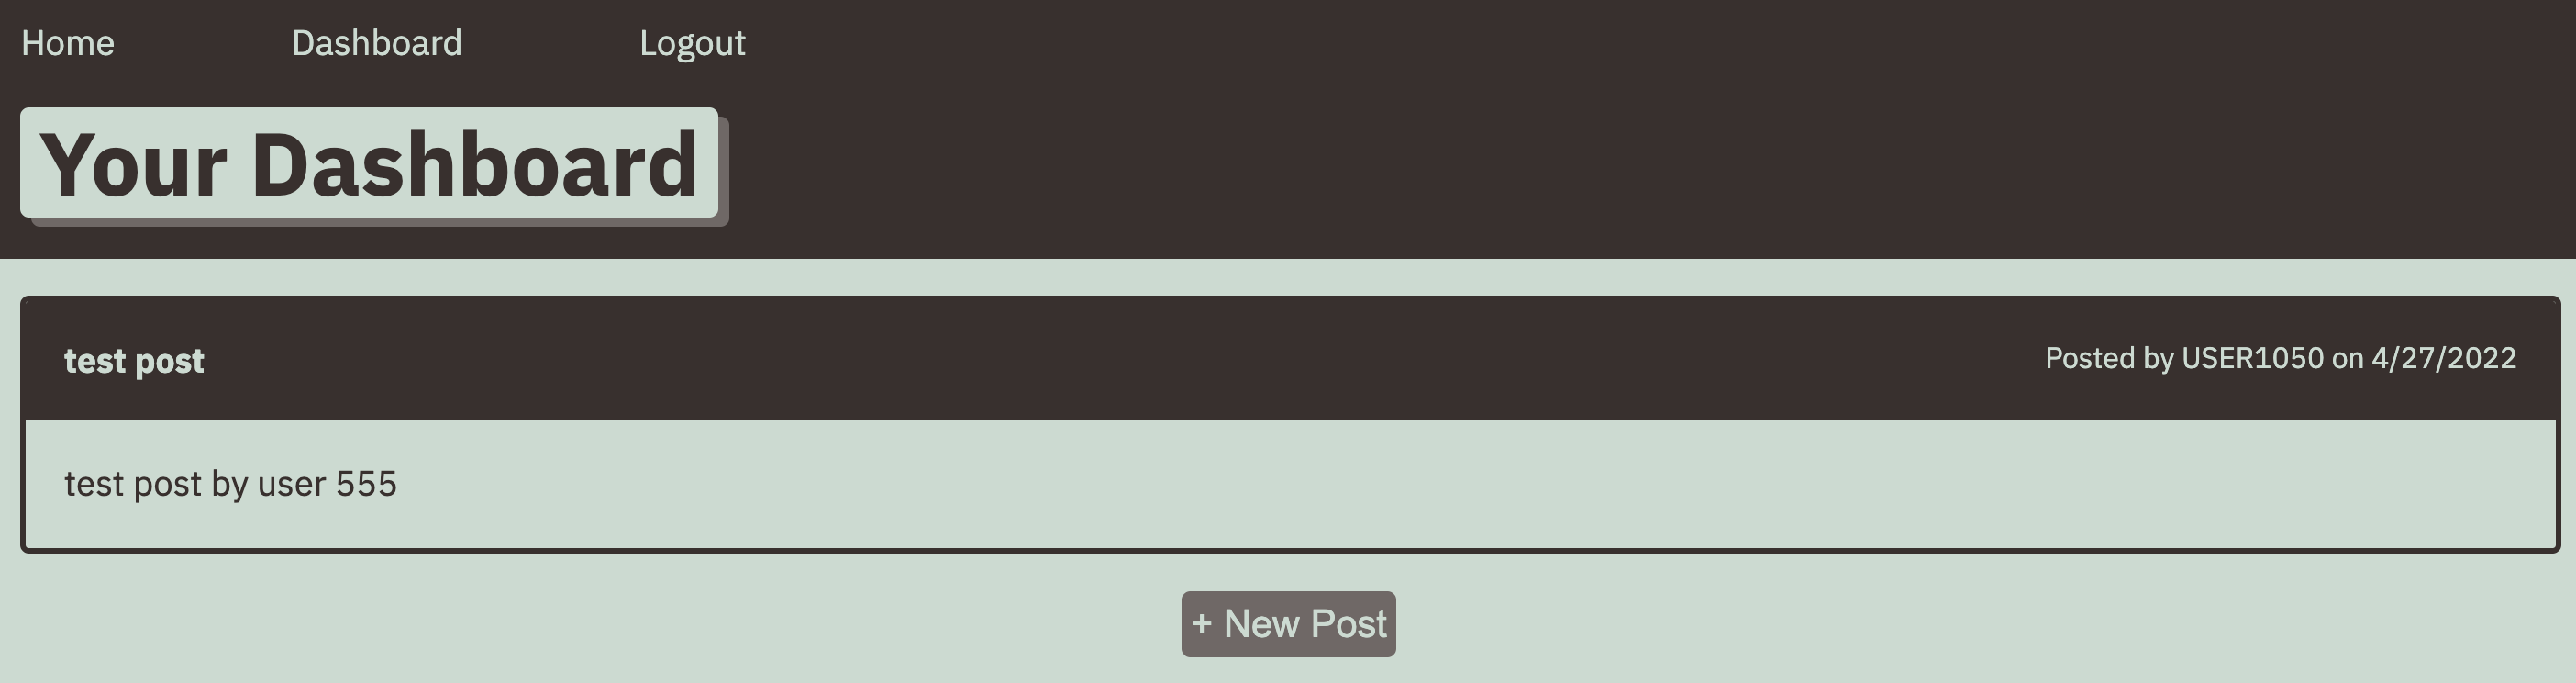 Home Dashboard Logout
Your Dashboard
test post Posted by USER1050 on 4/27/2022
test post by user 555
+ New Post